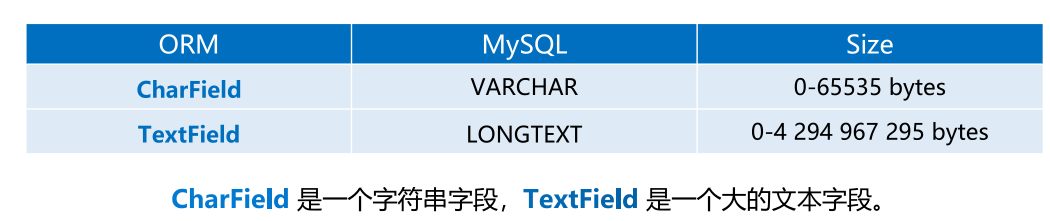 ORM MySQL Size
CharField VARCHAR 0-65535 bytes
TextField LONGTEXT 0-4 294 967 295 bytes
CharField 是一个字符串字段，TextField 是一个大的文本字段。